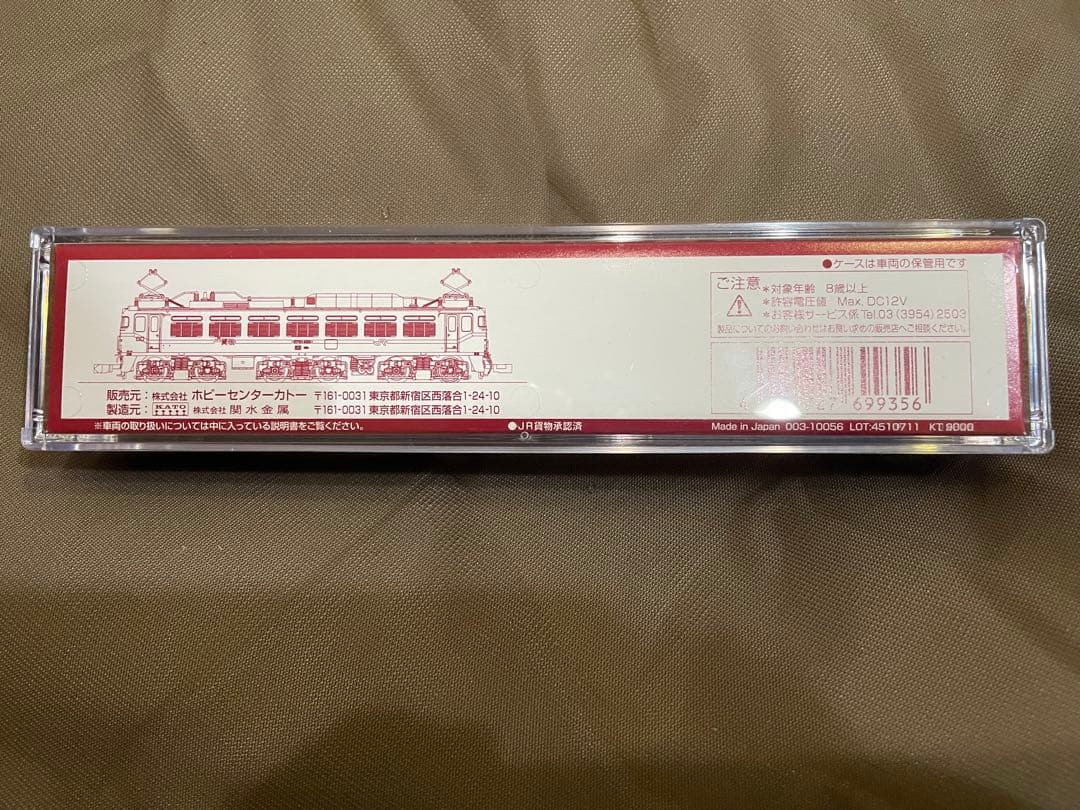 ●ケースは車両の保管用です
ご注意
*対象年齢 8歳以上
*許容電圧値 Max. DC12V
*お客様サービス係 Tel.03(3954)2503
製品についてのお問い合わせはお買い求めの販売店へご相談ください。
販売元: 株式会社 ホビーセンターカトー 〒161-0031 東京都新宿区西落合1-24-10
製造元: KATO 株式会社 関水金属 〒161-0031 東京都新宿区西落合1-24-10
699356
※車両の取り扱いについては中に入っている説明書をご覧ください。
●JR貨物承認済
Made in Japan 003-10056 LOT:4510711 KT 9000